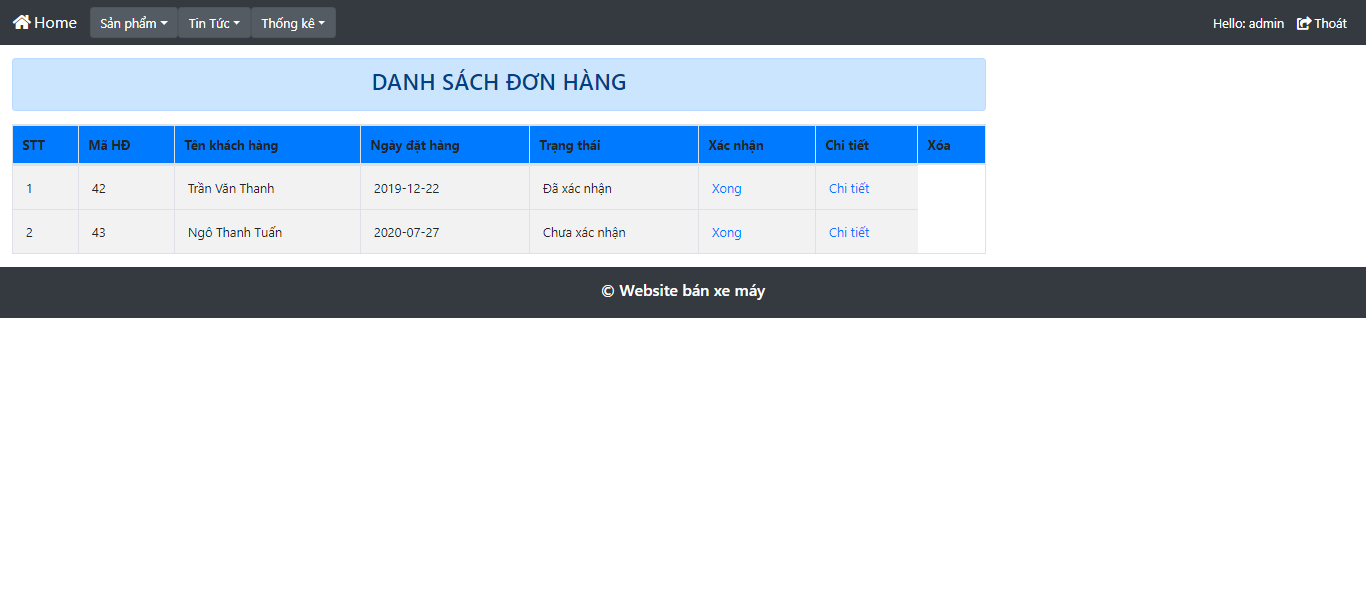 Home Sản phẩm Tin Tức Thống kê Hello: admin Thoát
DANH SÁCH ĐƠN HÀNG
STT Mã HĐ Tên khách hàng Ngày đặt hàng Trạng thái Xác nhận Chi tiết Xóa
1 42 Trần Văn Thanh 2019-12-22 Đã xác nhận Xong Chi tiết
2 43 Ngô Thanh Tuấn 2020-07-27 Chưa xác nhận Xong Chi tiết
© Website bán xe máy